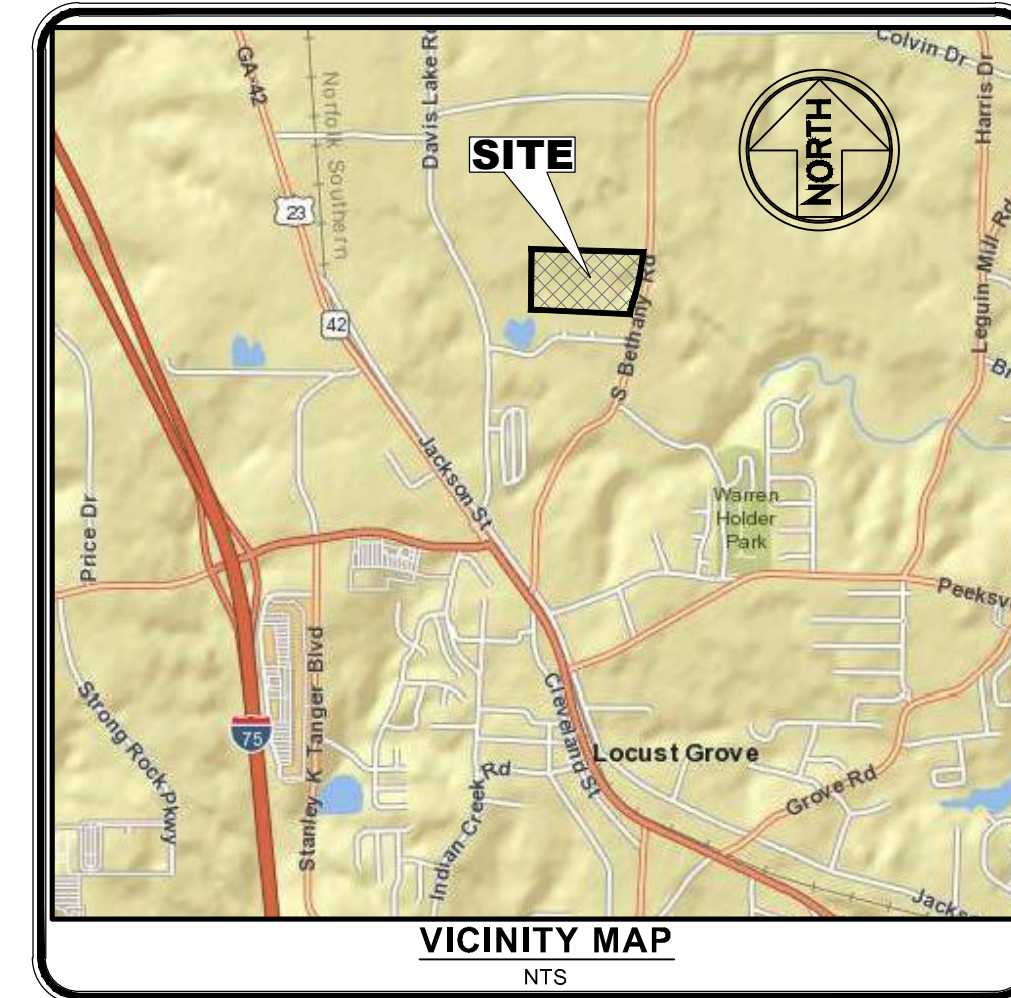 Colvin Dr
GA-42
Norfolk Southern
Davis Lake Rd
Harris Dr
NORTH
SITE
23
Leguin Mill Rd
S Bethany Rd
42
Br
Jackson St
Warren
Holder
Park
Price Dr
Peeksv
Stanley K Tanger Blvd
Cleveland St
Strong Rock Pkwy
75
Locust Grove
Indian Creek Rd
Grove Rd
Jacks
VICINITY MAP
NTS